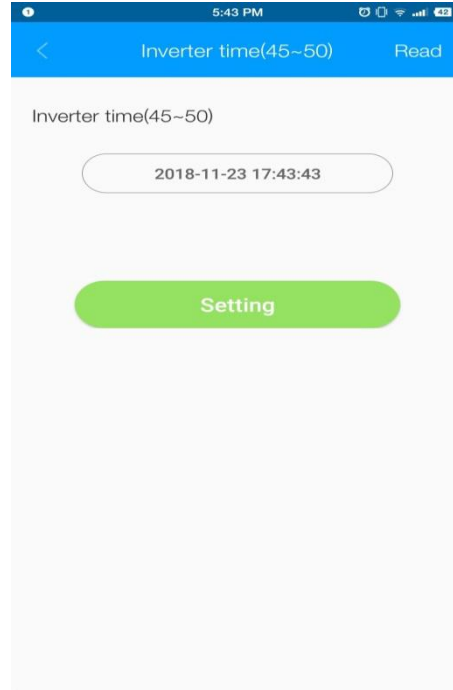 1
5:43 PM
42
Inverter time(45~50)
Read
Inverter time(45~50)
2018-11-23 17:43:43
Setting